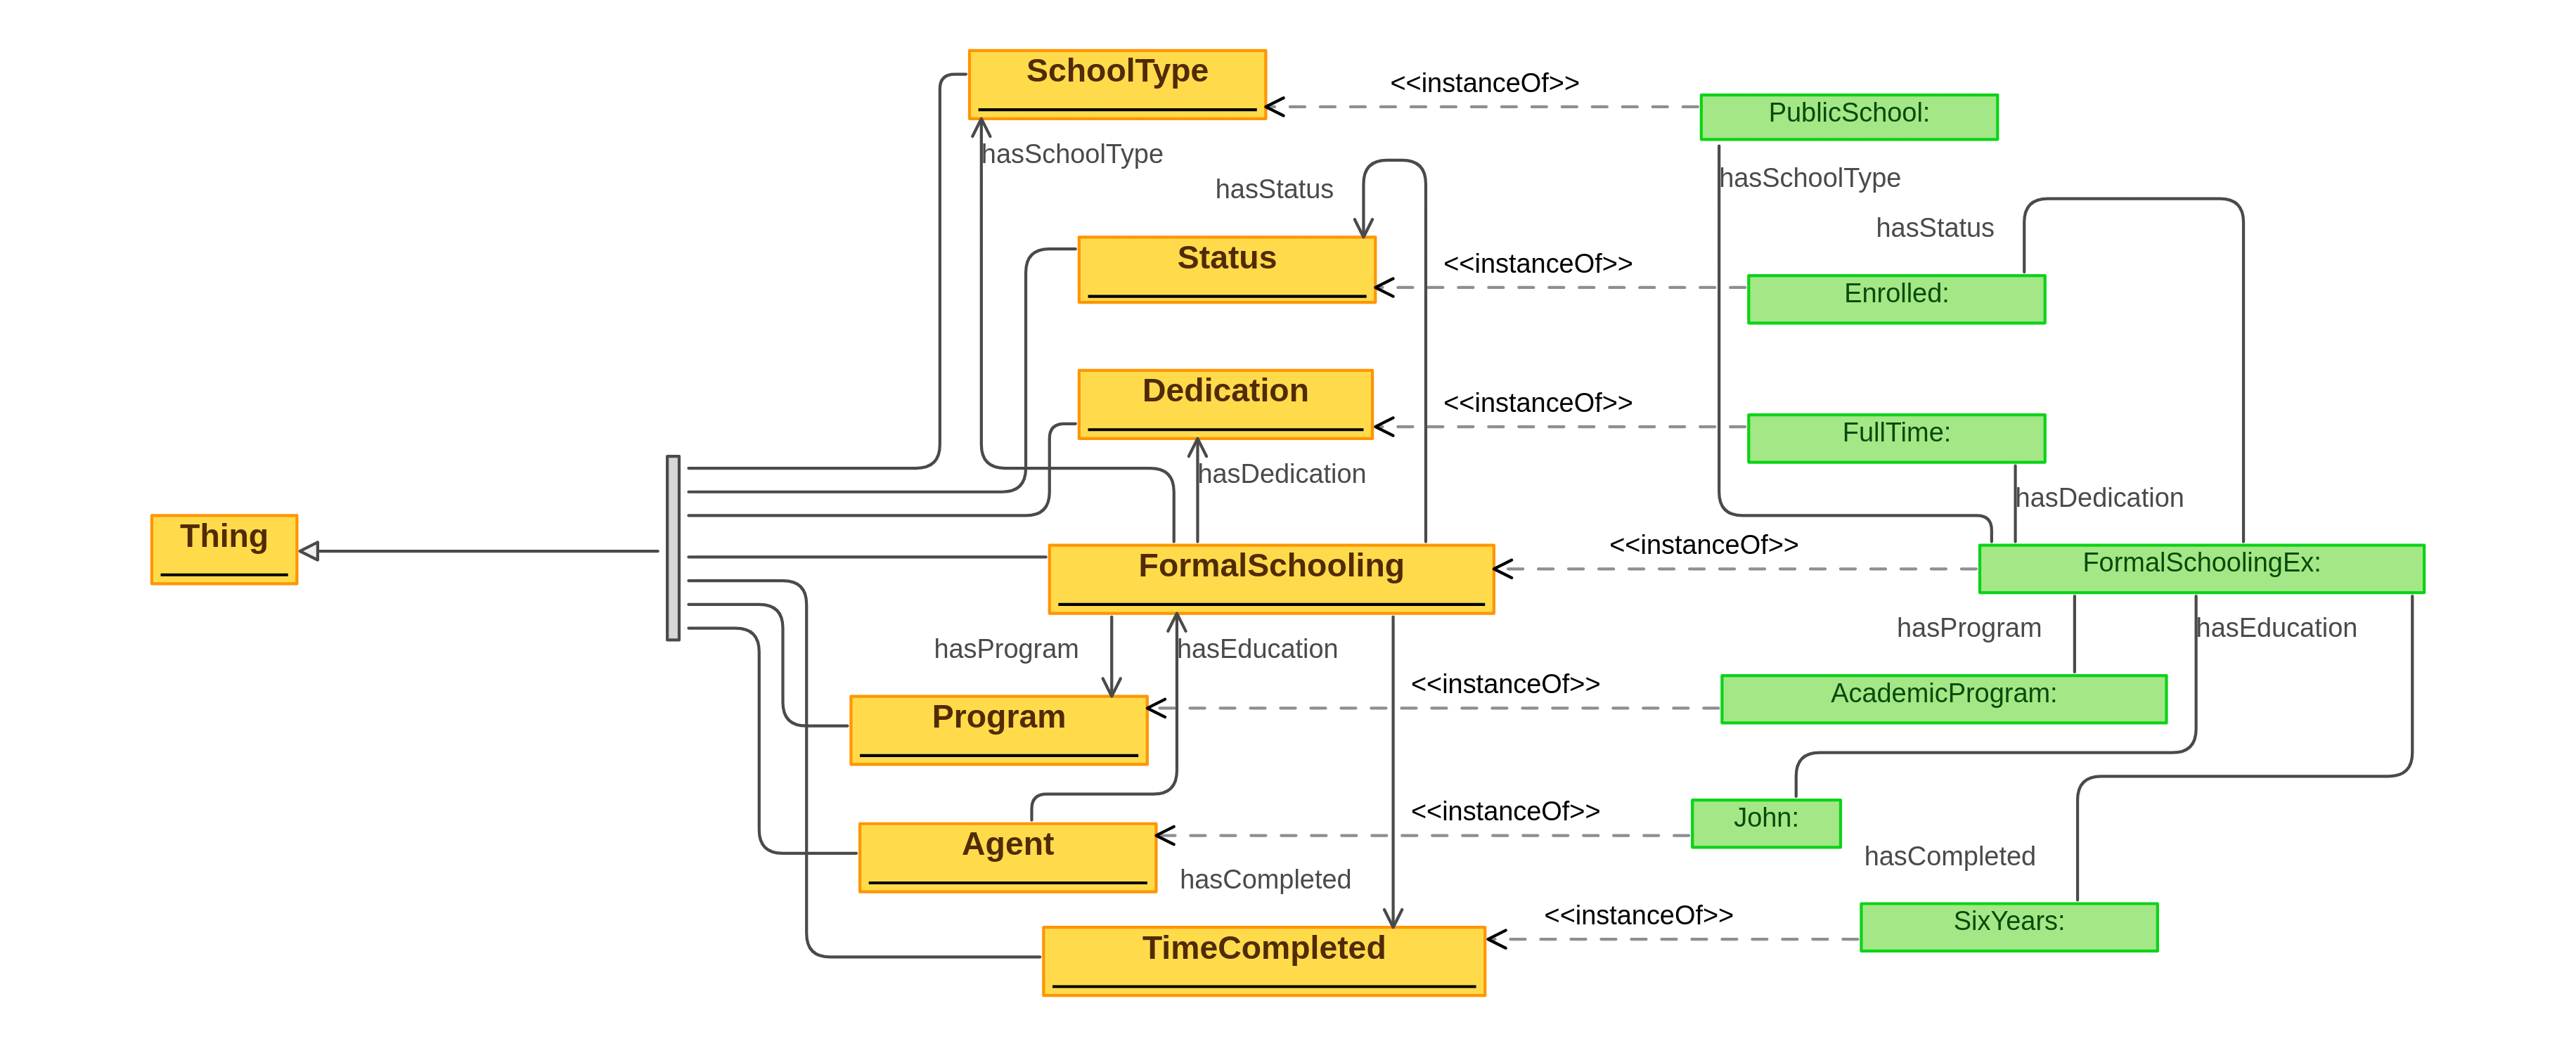 SchoolType
<<instanceOf>>
PublicSchool:
hasSchoolType
hasSchoolType
hasStatus
hasStatus
Status
<<instanceOf>>
Enrolled:
Dedication
<<instanceOf>>
FullTime:
hasDedication
hasDedication
Thing
FormalSchooling
<<instanceOf>>
FormalSchoolingEx:
hasProgram
hasEducation
hasProgram
hasEducation
Program
<<instanceOf>>
AcademicProgram:
Agent
<<instanceOf>>
John:
hasCompleted
hasCompleted
TimeCompleted
<<instanceOf>>
SixYears: